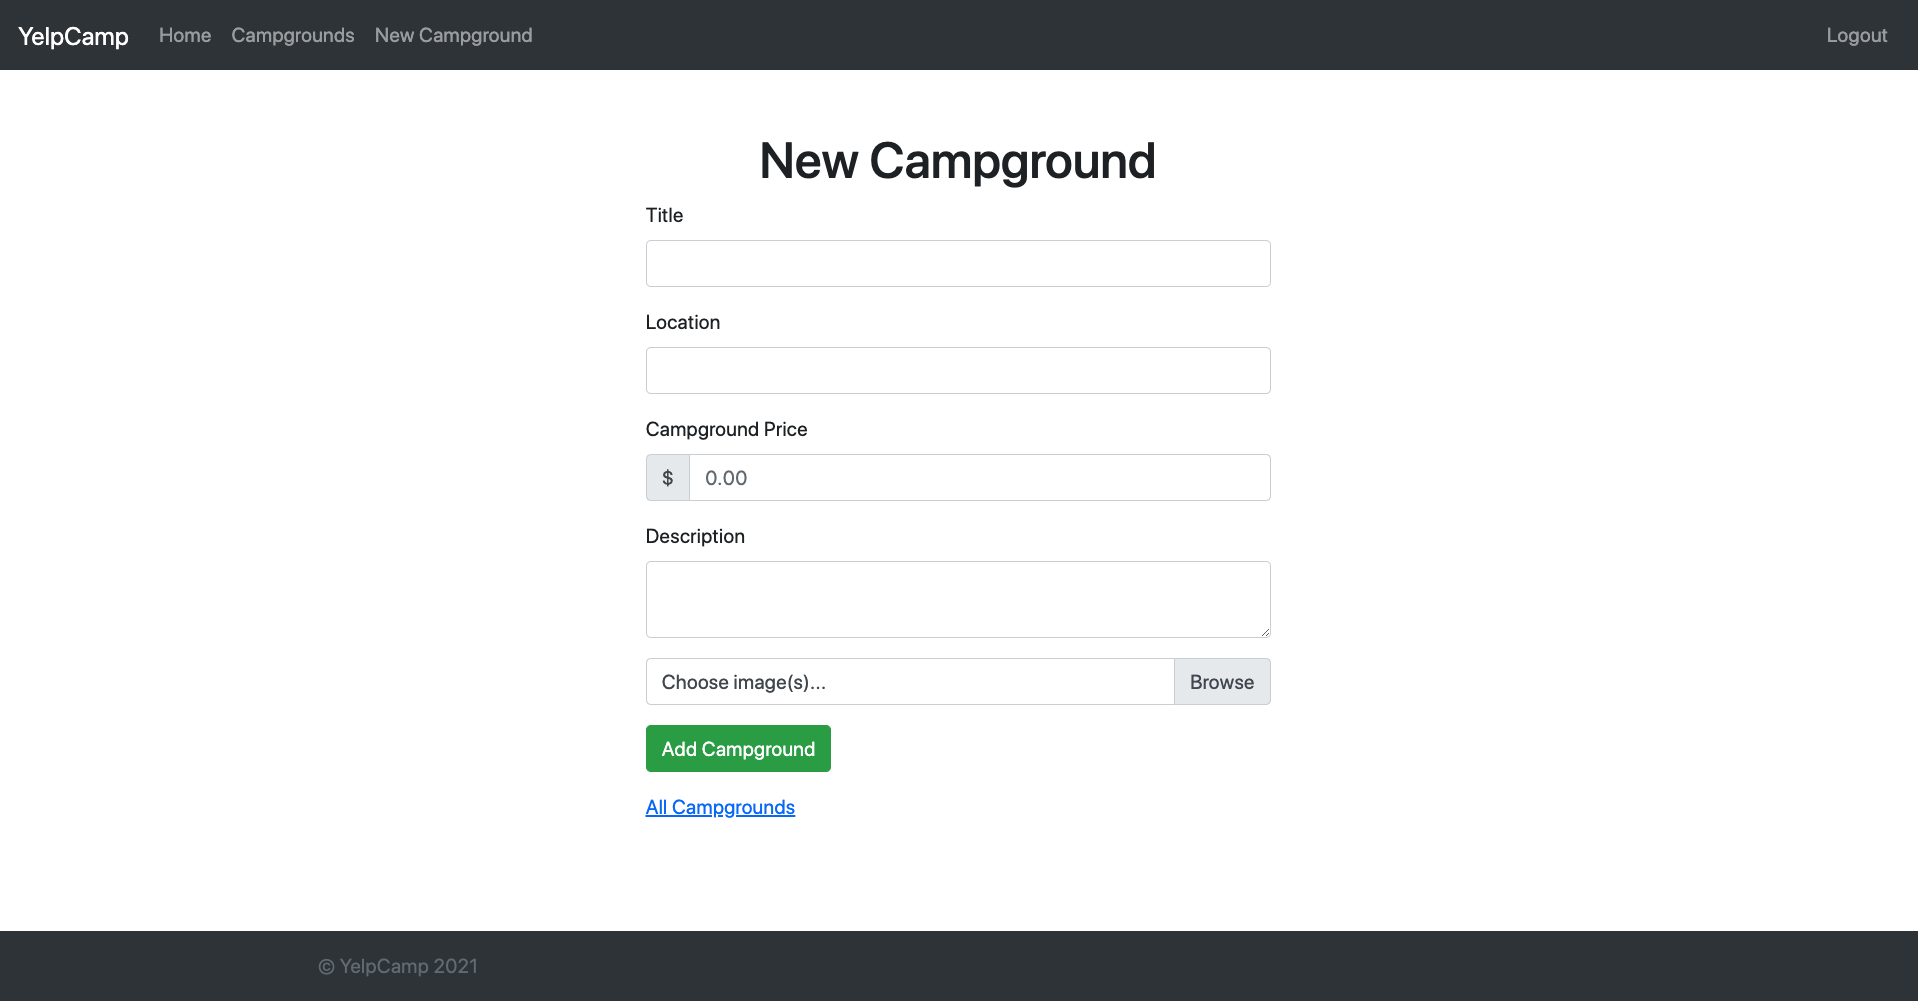 YelpCamp Home Campgrounds New Campground Logout
New Campground
Title
Location
Campground Price
$ 0.00
Description
Choose image(s)... Browse
Add Campground
All Campgrounds
© YelpCamp 2021